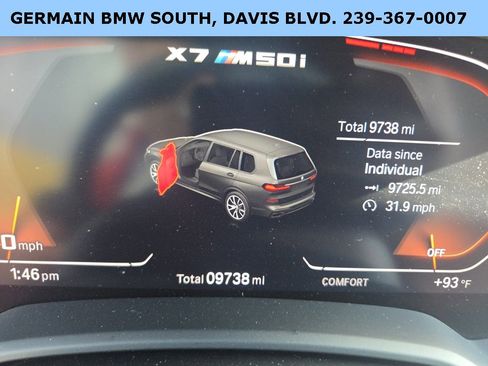 GERMAIN BMW SOUTH, DAVIS BLVD. 239-367-0007
X7 M50i
Total 9738 mi
Data since
Individual
9725.5 mi
31.9 mph
0 mph
OFF
1:46 pm
Total 09738 mi
COMFORT
+93 °F